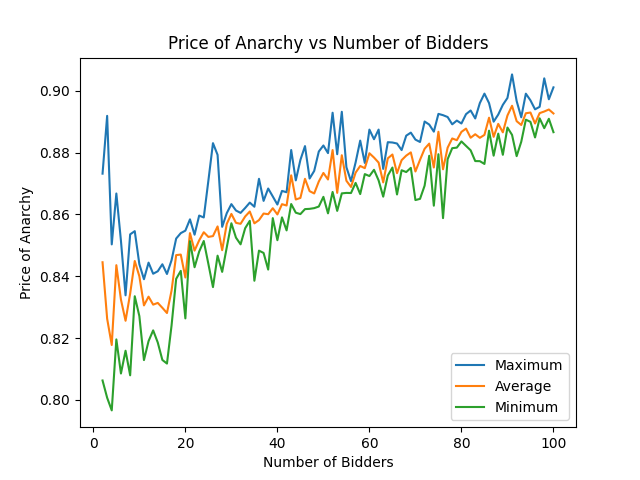 Price of Anarchy vs Number of Bidders
Price of Anarchy
0.90
0.88
0.86
0.84
0.82
0.80
0
20
40
60
80
100
Number of Bidders
Maximum
Average
Minimum